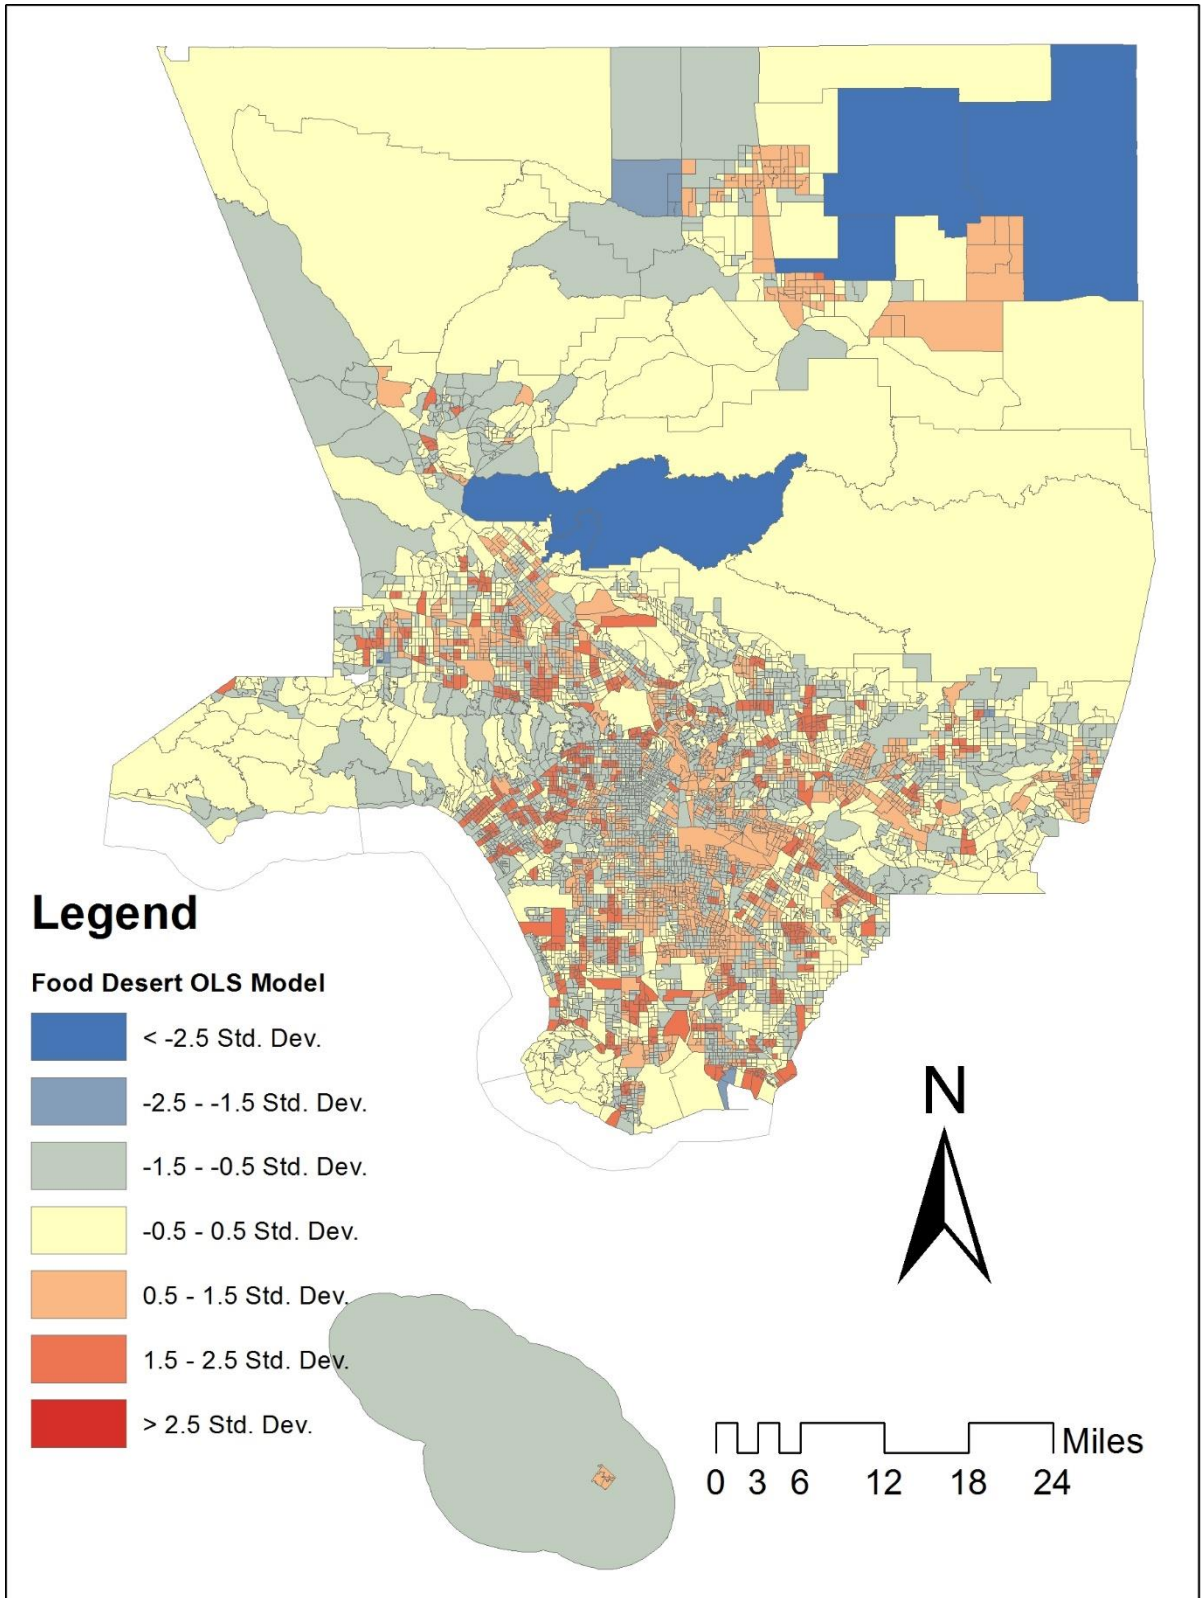 Legend
Food Desert OLS Model
< -2.5 Std. Dev.
-2.5 - -1.5 Std. Dev.
-1.5 - -0.5 Std. Dev.
-0.5 - 0.5 Std. Dev.
0.5 - 1.5 Std. Dev.
1.5 - 2.5 Std. Dev.
> 2.5 Std. Dev.
N
Miles
0 3 6 12 18 24